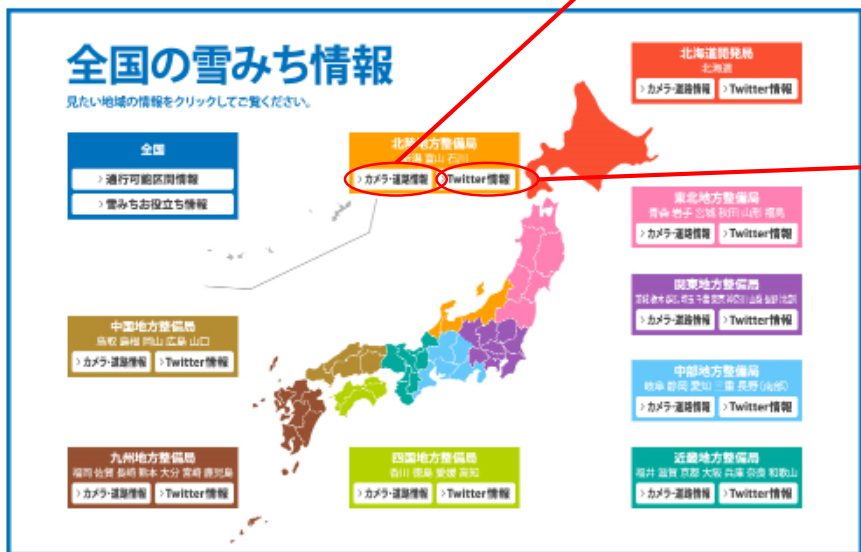 全国の雪みち情報
見たい地域の情報をクリックしてご覧ください。
全国
›通行可能区間情報
›雪みちお役立ち情報
北陸地方整備局
新潟 富山 石川
›カメラ・道路情報 ›Twitter情報
北海道開発局
北海道
›カメラ・道路情報 ›Twitter情報
東北地方整備局
青森 岩手 宮城 秋田 山形 福島
›カメラ・道路情報 ›Twitter情報
関東地方整備局
›カメラ・道路情報 ›Twitter情報
中部地方整備局
岐阜 静岡 愛知 三重 長野(南部)
›カメラ・道路情報 ›Twitter情報
中国地方整備局
鳥取 島根 岡山 広島 山口
›カメラ・道路情報 ›Twitter情報
九州地方整備局
福岡 佐賀 長崎 熊本 大分 宮崎 鹿児島
›カメラ・道路情報 ›Twitter情報
四国地方整備局
香川 徳島 愛媛 高知
›カメラ・道路情報 ›Twitter情報
近畿地方整備局
福井 滋賀 京都 大阪 兵庫 奈良 和歌山
›カメラ・道路情報 ›Twitter情報